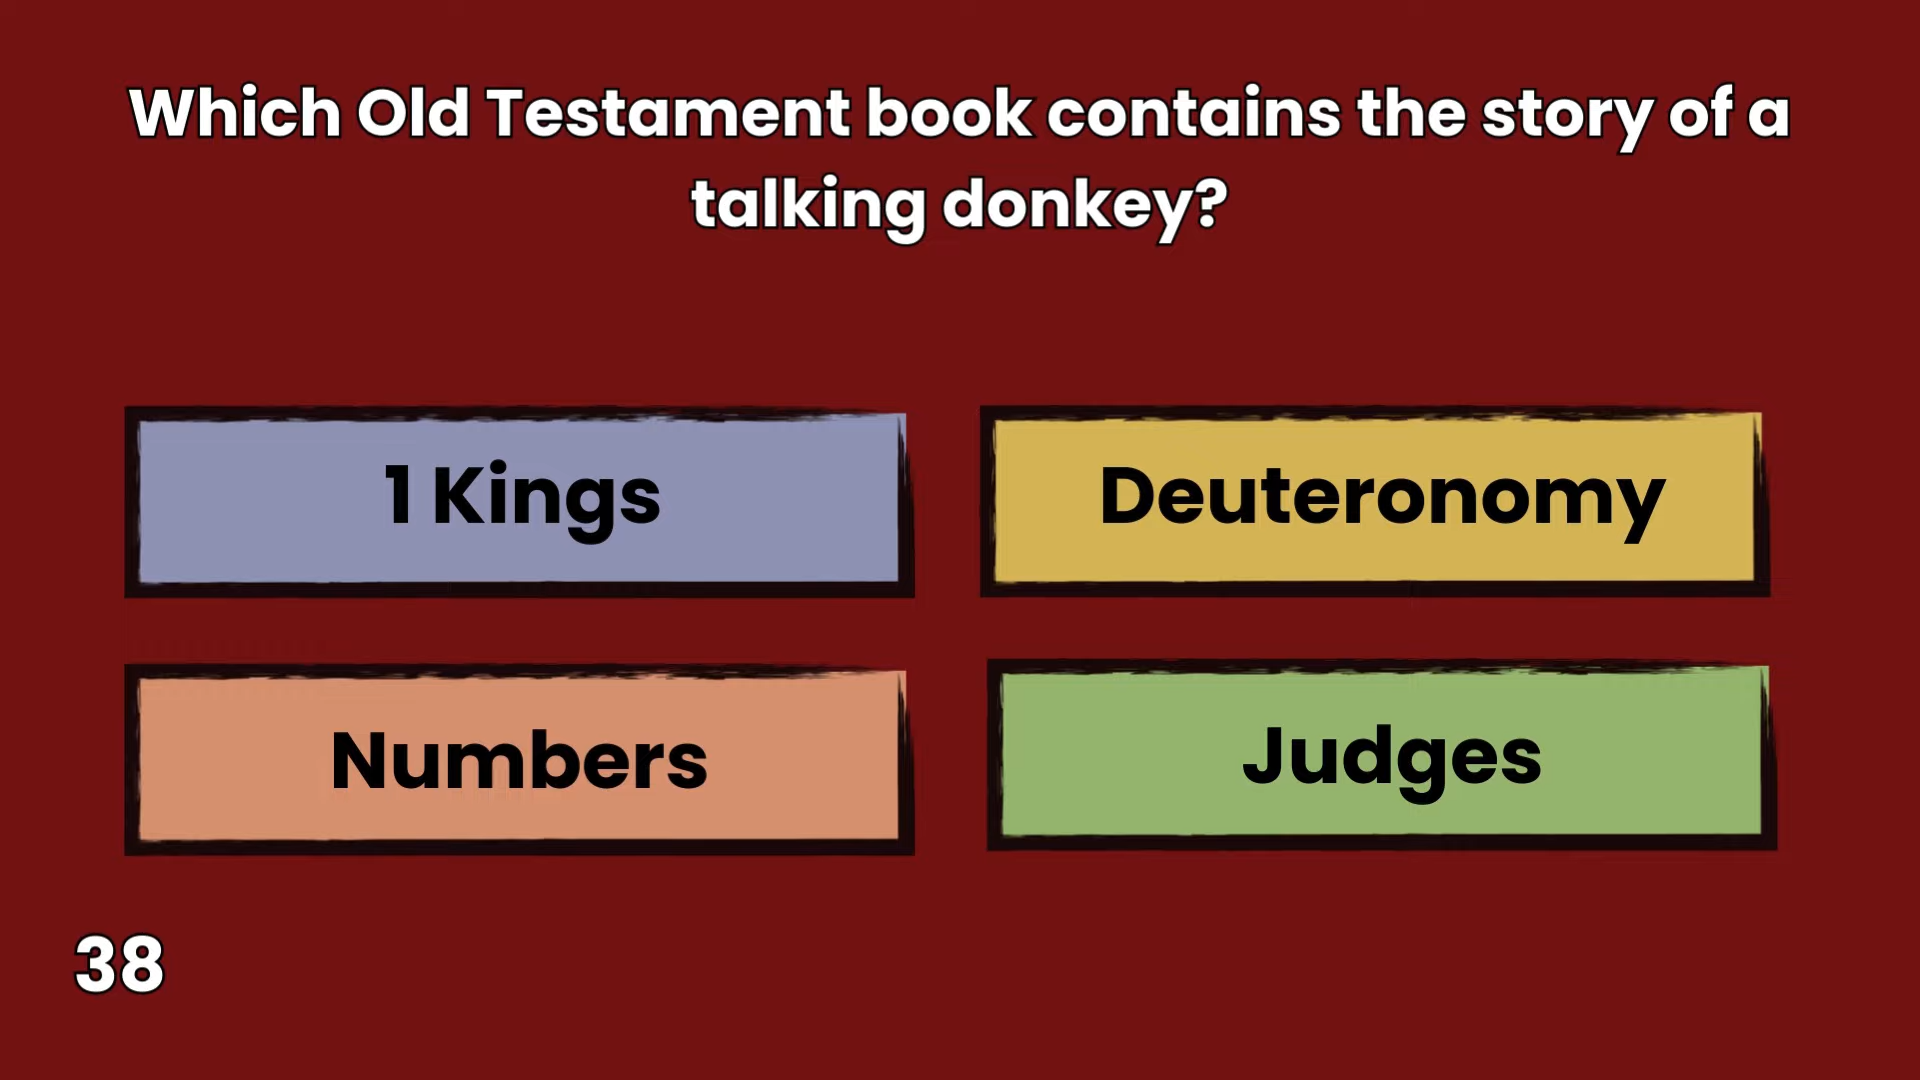 Which Old Testament book contains the story of a
talking donkey?
1 Kings
Deuteronomy
Numbers
Judges
38